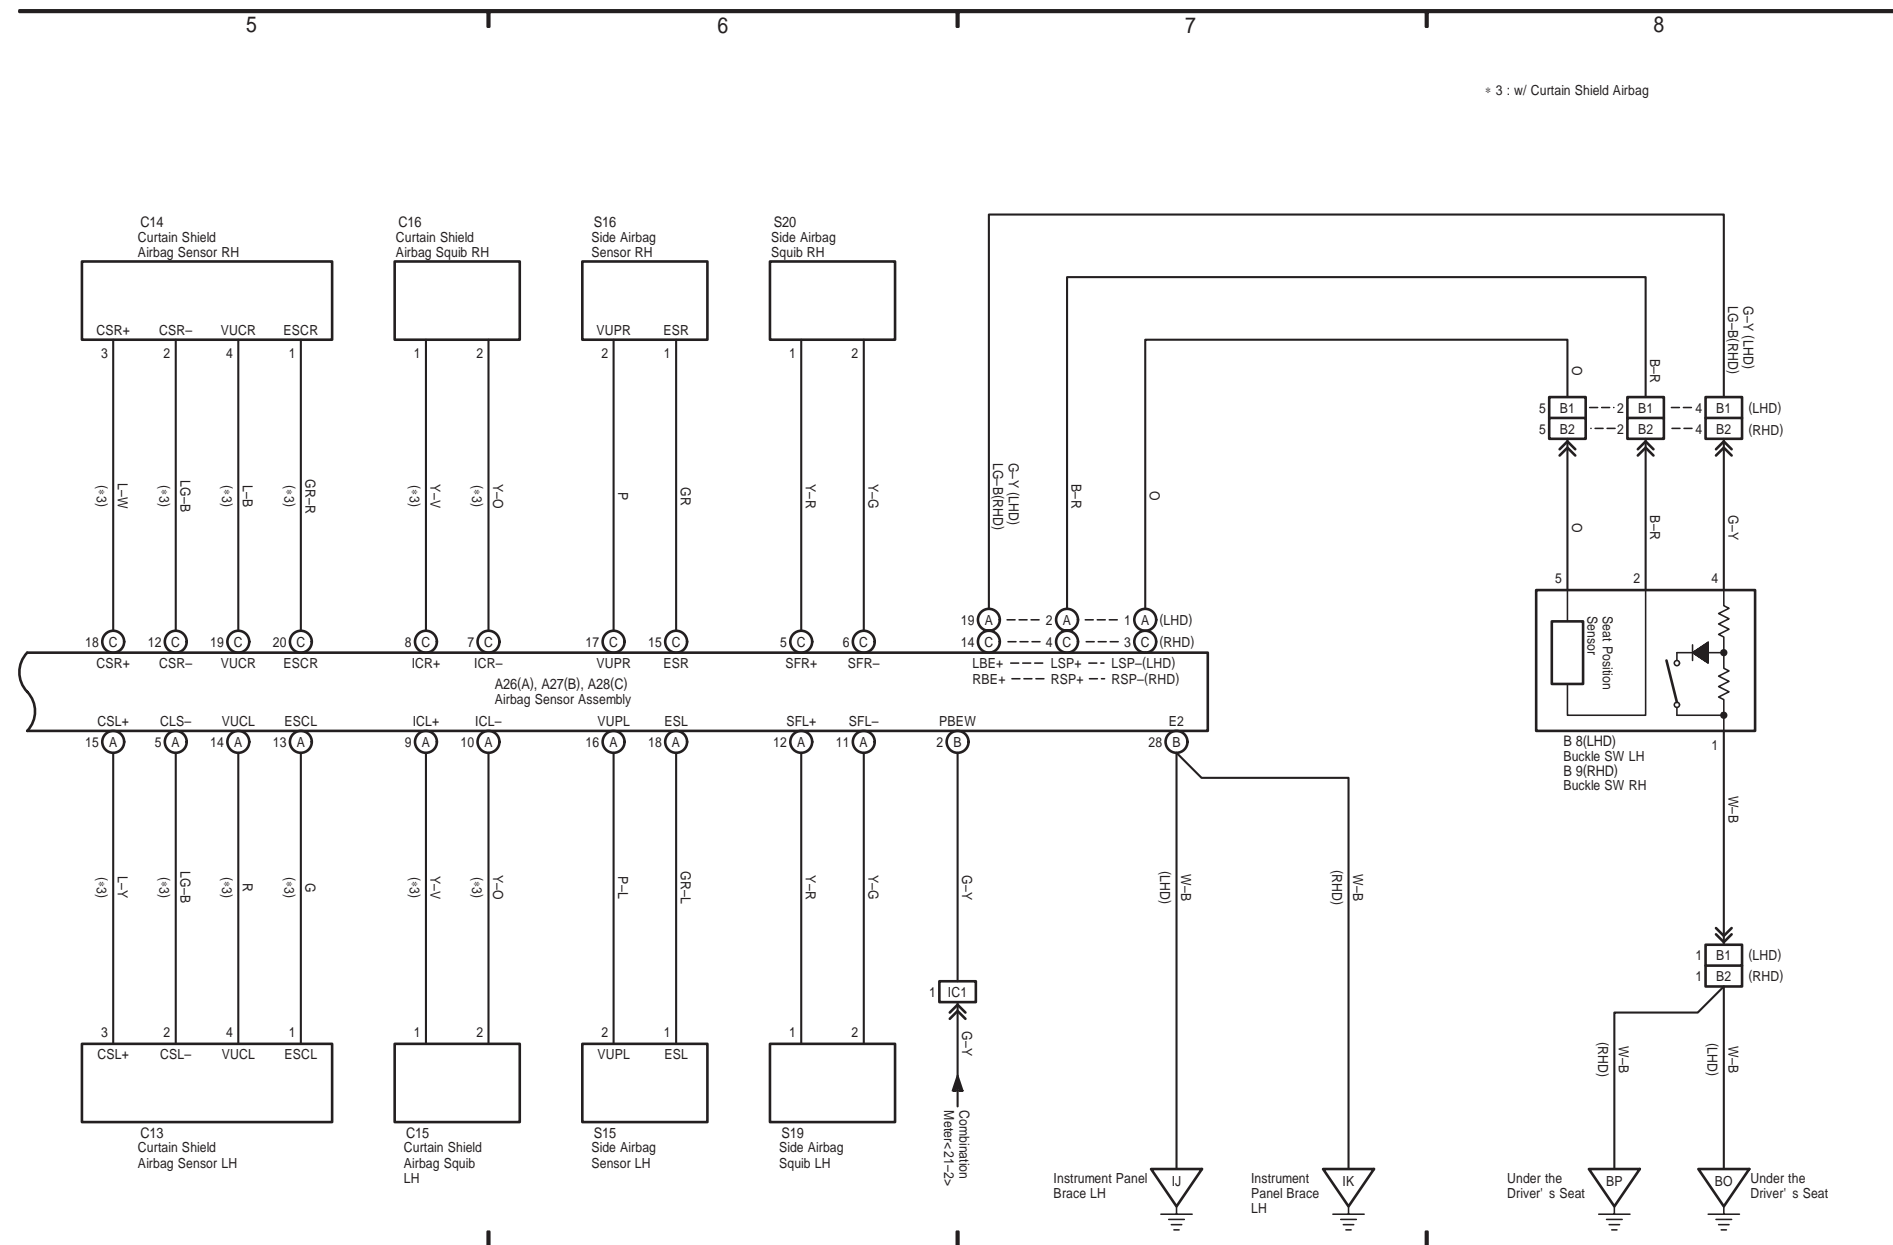 5
6
7
8
∗ 3 : w/ Curtain Shield Airbag
C14
Curtain Shield
Airbag Sensor RH
C16
Curtain Shield
Airbag Squib RH
S16
Side Airbag
Sensor RH
S20
Side Airbag
Squib RH
CSR+ CSR– VUCR ESCR
VUPR ESR
3 2 4 1
1 2
2 1
1 2
G–Y (LHD)
LG–B(RHD)
B–R
O
5 B1 2 B1 4 B1 (LHD)
5 B2 2 B2 4 B2 (RHD)
L–W
(∗3)
LG–B
(∗3)
L–B
(∗3)
GR–R
(∗3)
Y–V
(∗3)
Y–O
(∗3)
P
GR
Y–R
Y–G
G–Y (LHD)
LG–B(RHD)
B–R
O
O
B–R
G–Y
5 2 4
Seat Position
Sensor
19 A 2 A 1 A (LHD)
18 C 12 C 19 C 20 C 8 C 7 C 17 C 15 C 5 C 6 C 14 C 4 C 3 C (RHD)
CSR+ CSR– VUCR ESCR ICR+ ICR– VUPR ESR SFR+ SFR– LBE+ LSP+ LSP–(LHD)
RBE+ RSP+ RSP–(RHD)
A26(A), A27(B), A28(C)
Airbag Sensor Assembly
CSL+ CLS– VUCL ESCL ICL+ ICL– VUPL ESL SFL+ SFL– PBEW E2
15 A 5 A 14 A 13 A 9 A 10 A 16 A 18 A 12 A 11 A 2 B 28 B
B 8(LHD)
Buckle SW LH
B 9(RHD)
Buckle SW RH
1
W–B
L–Y
(∗3)
LG–B
(∗3)
R
(∗3)
G
(∗3)
Y–V
(∗3)
Y–O
(∗3)
P–L
GR–L
Y–R
Y–G
G–Y
W–B
(LHD)
W–B
(RHD)
1 B1 (LHD)
1 B2 (RHD)
1 IC1
G–Y
Combination
Meter<21–2>
3 2 4 1
1 2
2 1
1 2
CSL+ CSL– VUCL ESCL
VUPL ESL
C13
Curtain Shield
Airbag Sensor LH
C15
Curtain Shield
Airbag Squib
LH
S15
Side Airbag
Sensor LH
S19
Side Airbag
Squib LH
W–B
(RHD)
W–B
(LHD)
Instrument Panel
Brace LH
IJ
Instrument
Panel Brace
LH
IK
Under the
Driver' s Seat
BP
BO
Under the
Driver' s Seat